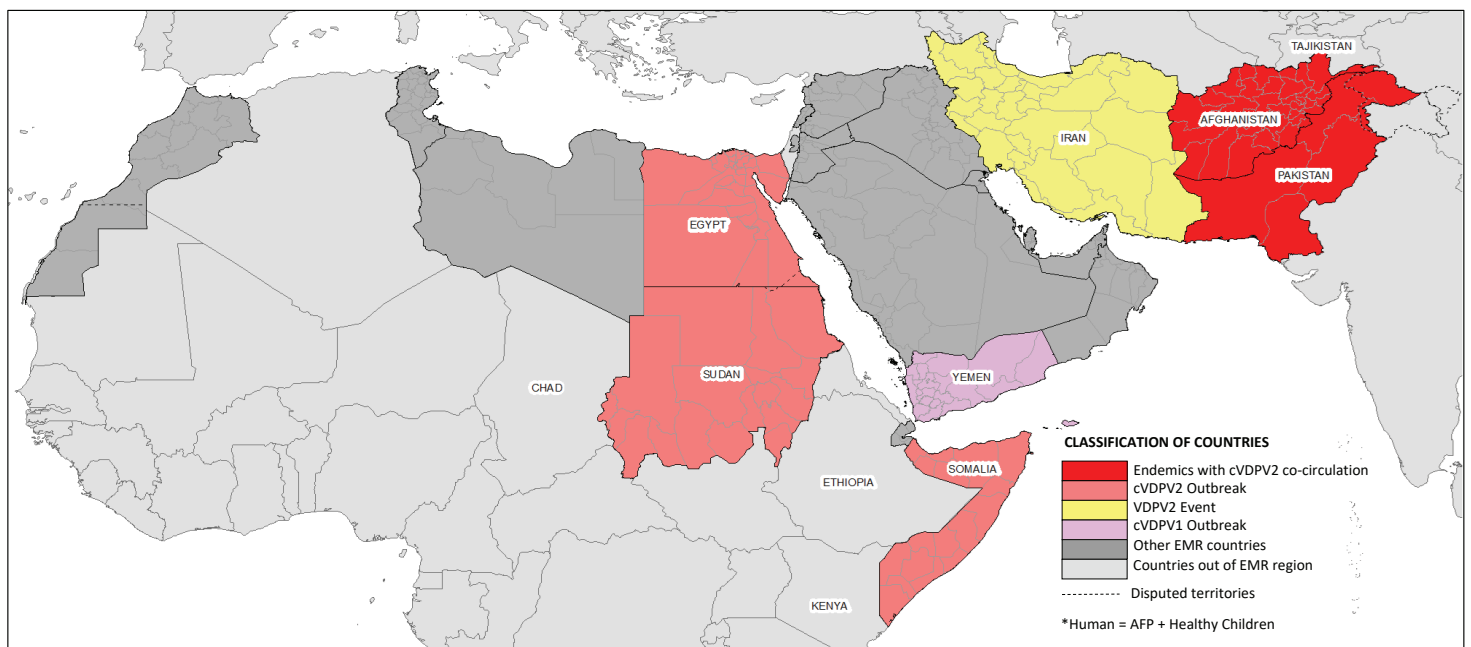 TAJIKISTAN
AFGHANISTAN
IRAN
PAKISTAN
EGYPT
SUDAN
CHAD
YEMEN
SOMALIA
ETHIOPIA
KENYA
CLASSIFICATION OF COUNTRIES
Endemics with cVDPV2 co-circulation
cVDPV2 Outbreak
VDPV2 Event
cVDPV1 Outbreak
Other EMR countries
Countries out of EMR region
Disputed territories
*Human = AFP + Healthy Children